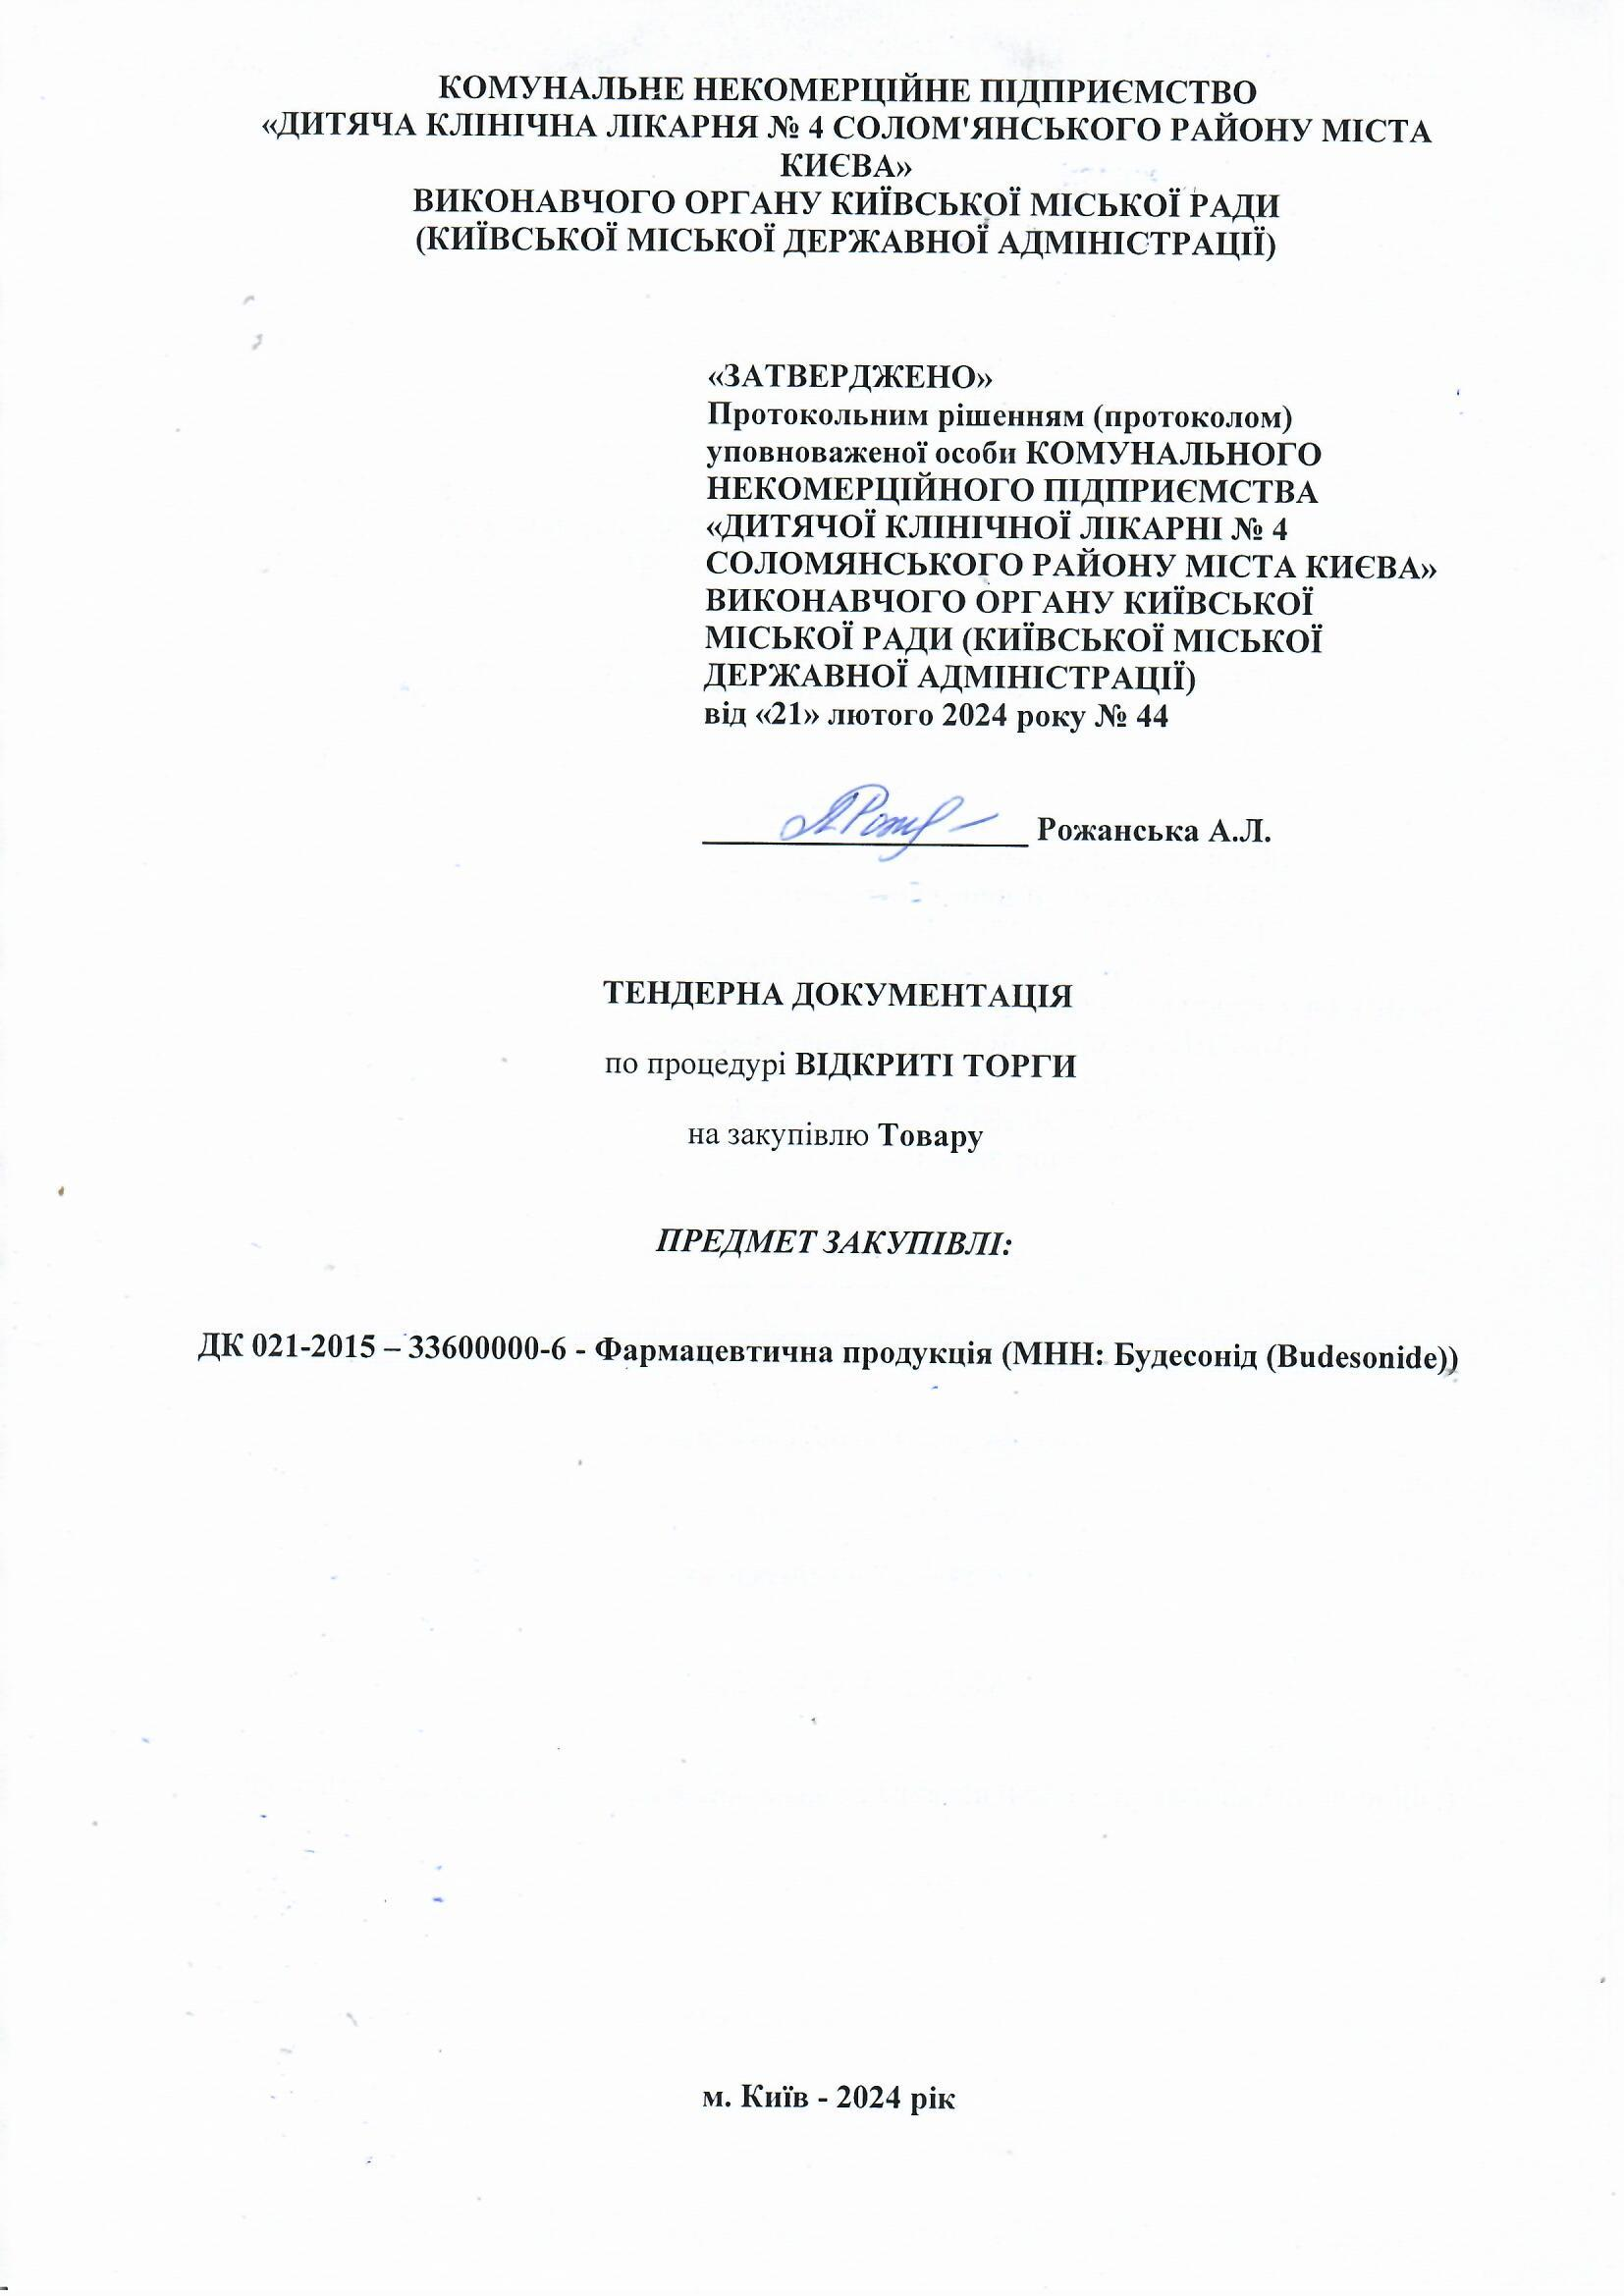 КОМУНАЛЬНЕ НЕКОМЕРЦІЙНЕ ПІДПРИЄМСТВО
«ДИТЯЧА КЛІНІЧНА ЛІКАРНЯ № 4 СОЛОМ'ЯНСЬКОГО РАЙОНУ МІСТА
КИЄВА»
ВИКОНАВЧОГО ОРГАНУ КИЇВСЬКОЇ МІСЬКОЇ РАДИ
(КИЇВСЬКОЇ МІСЬКОЇ ДЕРЖАВНОЇ АДМІНІСТРАЦІЇ)
«ЗАТВЕРДЖЕНО»
Протокольним рішенням (протоколом)
уповноваженої особи КОМУНАЛЬНОГО
НЕКОМЕРЦІЙНОГО ПІДПРИЄМСТВА
«ДИТЯЧОЇ КЛІНІЧНОЇ ЛІКАРНІ № 4
СОЛОМЯНСЬКОГО РАЙОНУ МІСТА КИЄВА»
ВИКОНАВЧОГО ОРГАНУ КИЇВСЬКОЇ
МІСЬКОЇ РАДИ (КИЇВСЬКОЇ МІСЬКОЇ
ДЕРЖАВНОЇ АДМІНІСТРАЦІЇ)
від «21» лютого 2024 року № 44
Рожанська А.Л.
ТЕНДЕРНА ДОКУМЕНТАЦІЯ
по процедурі ВІДКРИТІ ТОРГИ
на закупівлю Товару
ПРЕДМЕТ ЗАКУПІВЛІ:
ДК 021-2015 – 33600000-6 - Фармацевтична продукція (МНН: Будесонід (Budesonide))
м. Київ - 2024 рік